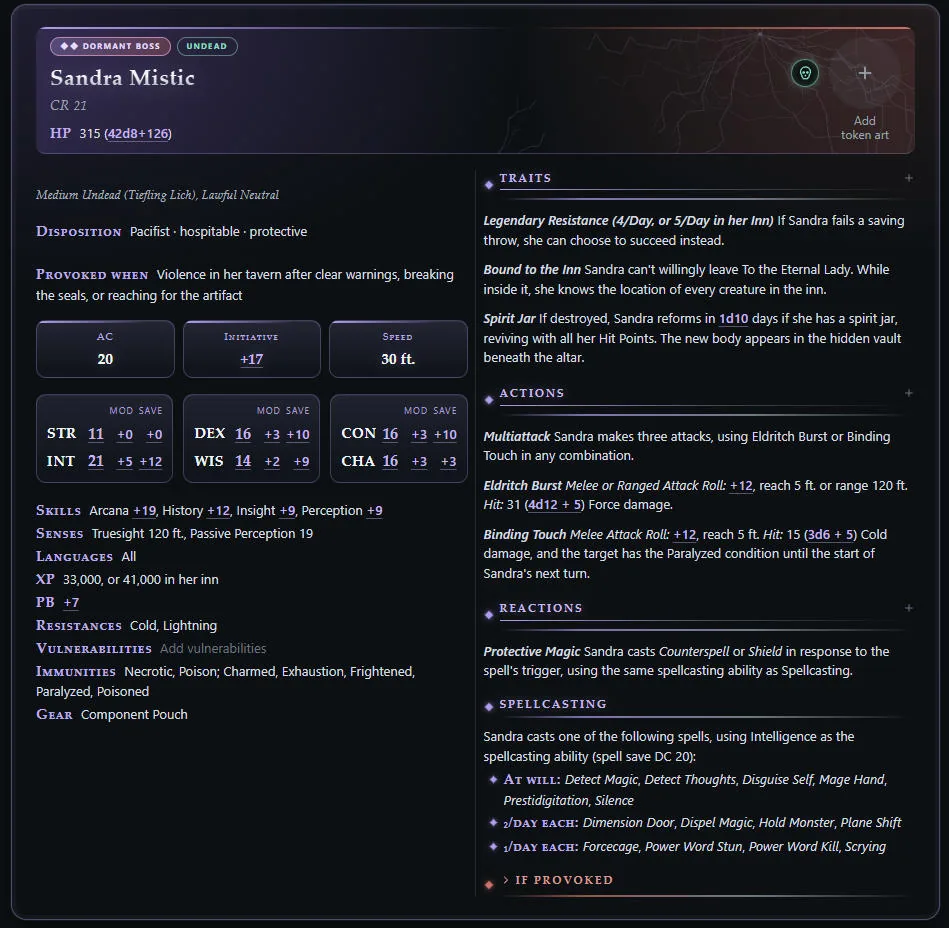 ◆◆ DORMANT BOSS
UNDEAD
Sandra Mistic
CR 21
HP 315 (42d8+126)
+
Add
token art
Medium Undead (Tiefling Lich), Lawful Neutral
DISPOSITION Pacifist · hospitable · protective
PROVOKED WHEN Violence in her tavern after clear warnings, breaking
the seals, or reaching for the artifact
AC
20
INITIATIVE
+17
SPEED
30 ft.
MOD SAVE
STR 11 +0 +0
INT 21 +5 +12
MOD SAVE
DEX 16 +3 +10
WIS 14 +2 +9
MOD SAVE
CON 16 +3 +10
CHA 16 +3 +3
SKILLS Arcana +19, History +12, Insight +9, Perception +9
SENSES Truesight 120 ft., Passive Perception 19
LANGUAGES All
XP 33,000, or 41,000 in her inn
PB +7
RESISTANCES Cold, Lightning
VULNERABILITIES Add vulnerabilities
IMMUNITIES Necrotic, Poison; Charmed, Exhaustion, Frightened,
Paralyzed, Poisoned
GEAR Component Pouch
◆ TRAITS +
Legendary Resistance (4/Day, or 5/Day in her Inn) If Sandra fails a saving
throw, she can choose to succeed instead.
Bound to the Inn Sandra can't willingly leave To the Eternal Lady. While
inside it, she knows the location of every creature in the inn.
Spirit Jar If destroyed, Sandra reforms in 1d10 days if she has a spirit jar,
reviving with all her Hit Points. The new body appears in the hidden vault
beneath the altar.
◆ ACTIONS +
Multiattack Sandra makes three attacks, using Eldritch Burst or Binding
Touch in any combination.
Eldritch Burst Melee or Ranged Attack Roll: +12, reach 5 ft. or range 120 ft.
Hit: 31 (4d12 + 5) Force damage.
Binding Touch Melee Attack Roll: +12, reach 5 ft. Hit: 15 (3d6 + 5) Cold
damage, and the target has the Paralyzed condition until the start of
Sandra's next turn.
◆ REACTIONS +
Protective Magic Sandra casts Counterspell or Shield in response to the
spell's trigger, using the same spellcasting ability as Spellcasting.
◆ SPELLCASTING
Sandra casts one of the following spells, using Intelligence as the
spellcasting ability (spell save DC 20):
✦ AT WILL: Detect Magic, Detect Thoughts, Disguise Self, Mage Hand,
Prestidigitation, Silence
✦ 2/DAY EACH: Dimension Door, Dispel Magic, Hold Monster, Plane Shift
✦ 1/DAY EACH: Forcecage, Power Word Stun, Power Word Kill, Scrying
◆ > IF PROVOKED